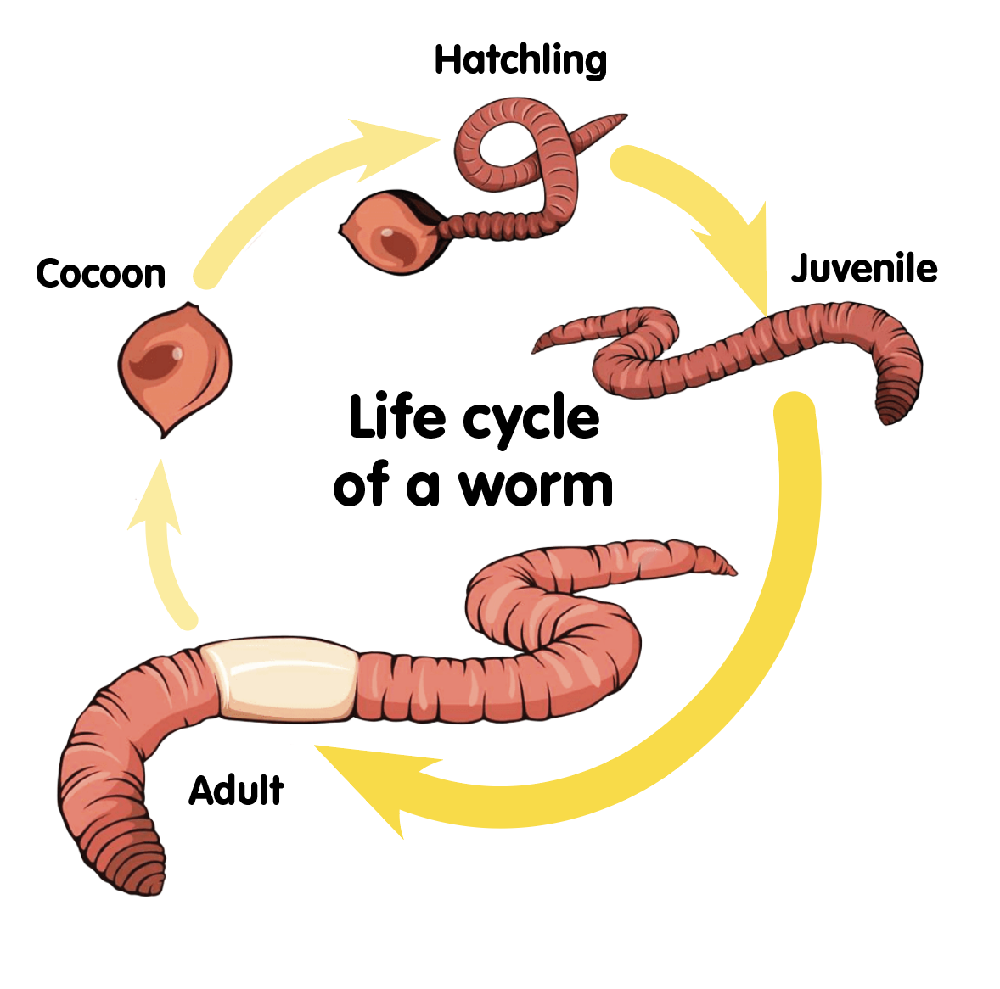 Hatchling
Cocoon
Juvenile
Life cycle
of a worm
Adult